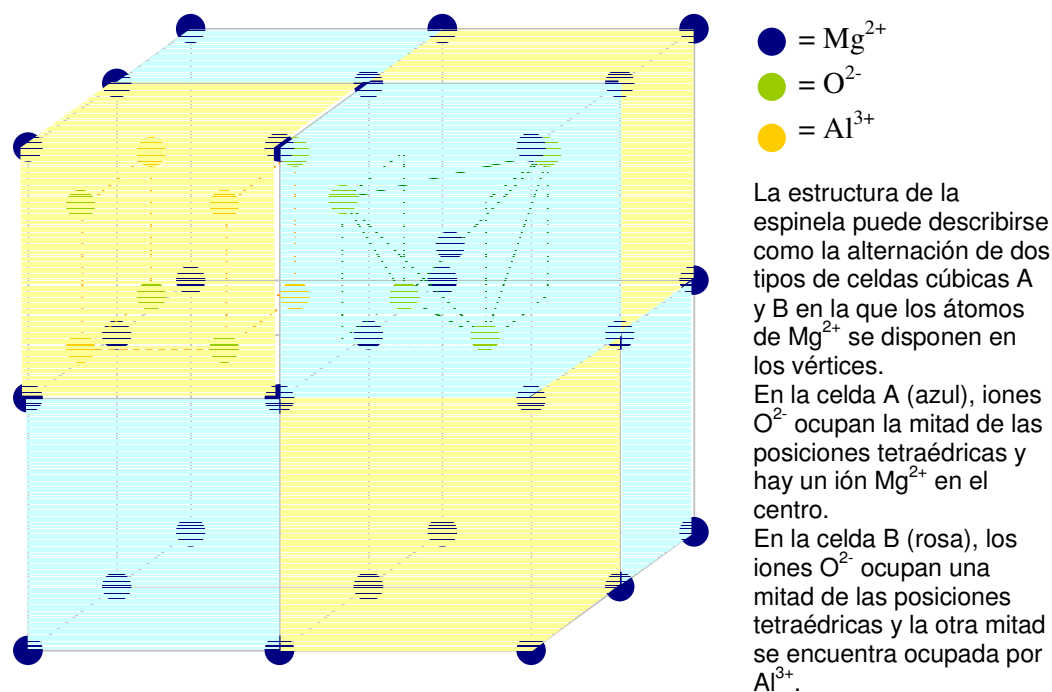 = Mg²⁺
= O²⁻
= Al³⁺
La estructura de la
espinela puede describirse
como la alternación de dos
tipos de celdas cúbicas A
y B en la que los átomos
de Mg²⁺ se disponen en
los vértices.
En la celda A (azul), iones
O²⁻ ocupan la mitad de las
posiciones tetraédricas y
hay un ión Mg²⁺ en el
centro.
En la celda B (rosa), los
iones O²⁻ ocupan una
mitad de las posiciones
tetraédricas y la otra mitad
se encuentra ocupada por
Al³⁺.